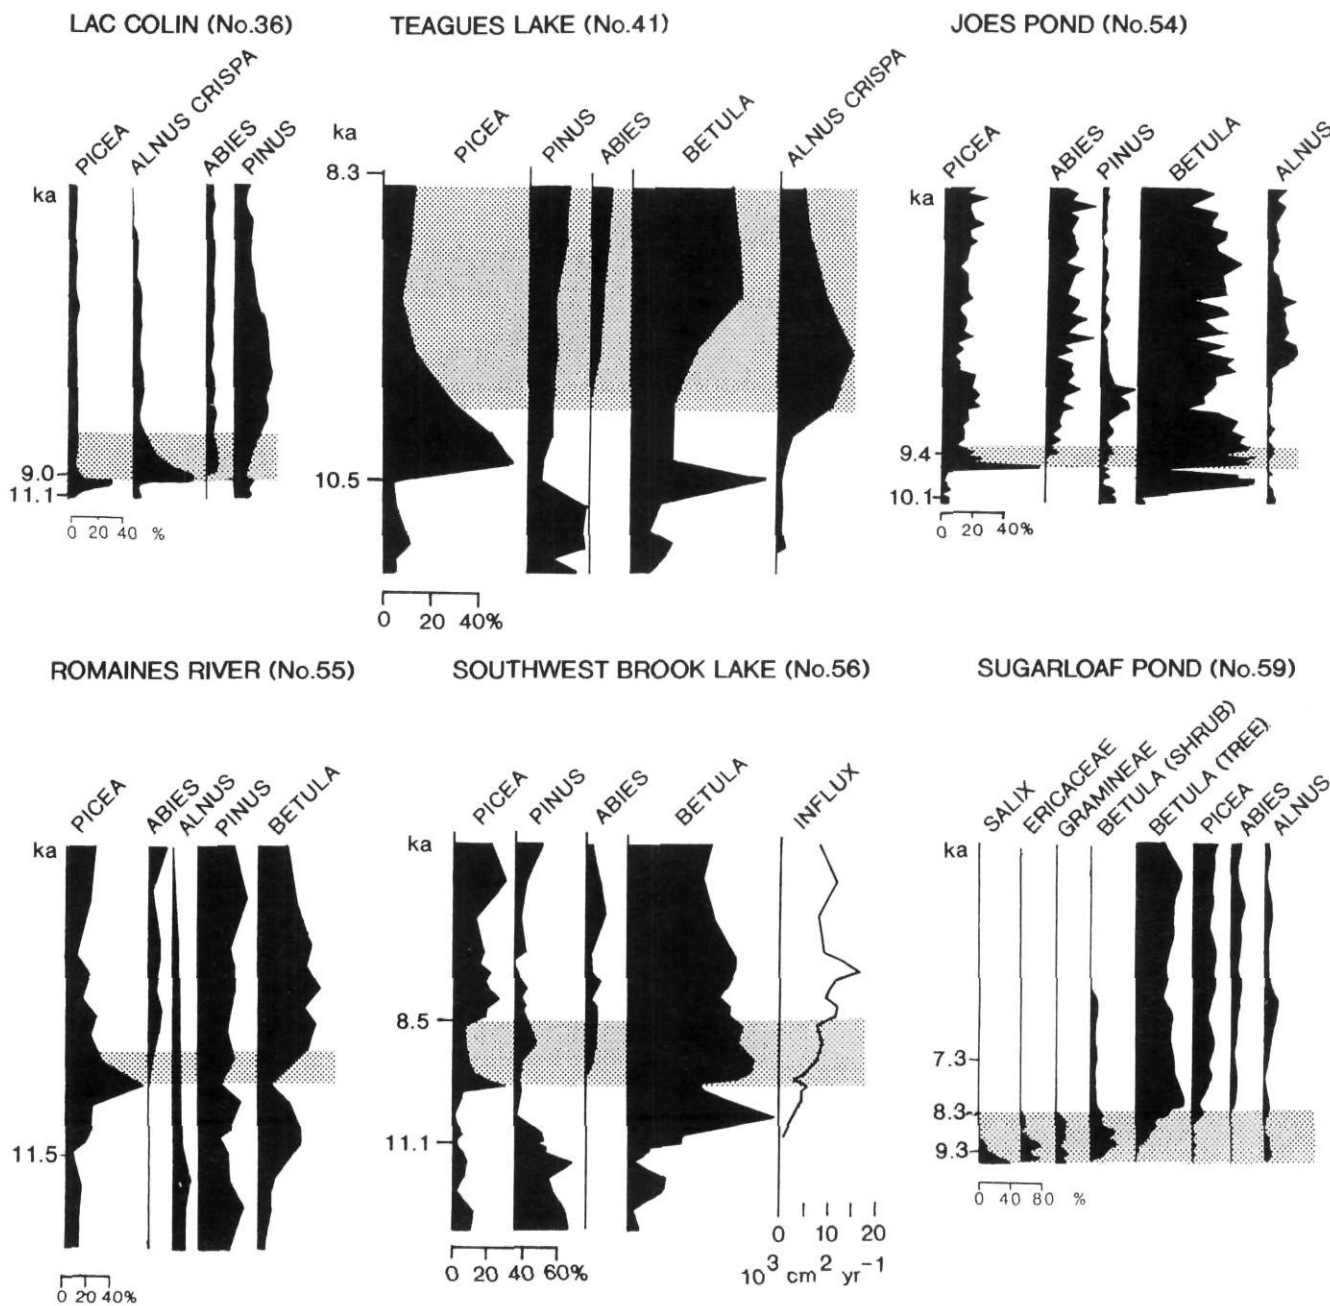 LAC COLIN (No.36)
TEAGUES LAKE (No.41)
JOES POND (No.54)
ka
PICEA
ALNUS CRISPA
ABIES
PINUS
9.0
11.1
0 20 40 %
ka
8.3
PICEA
PINUS
ABIES
BETULA
ALNUS CRISPA
10.5
0 20 40%
ka
PICEA
ABIES
PINUS
BETULA
ALNUS
9.4
10.1
0 20 40%
ROMAINES RIVER (No.55)
SOUTHWEST BROOK LAKE (No.56)
SUGARLOAF POND (No.59)
ka
PICEA
ABIES
ALNUS
PINUS
BETULA
11.5
0 20 40%
ka
PICEA
PINUS
ABIES
BETULA
INFLUX
8.5
11.1
0 20 40 60%
0 10 20
10³ cm² yr⁻¹
ka
SALIX
ERICACEAE
GRAMINEAE
BETULA (SHRUB)
BETULA (TREE)
PICEA
ABIES
ALNUS
7.3
8.3
9.3
0 40 80 %